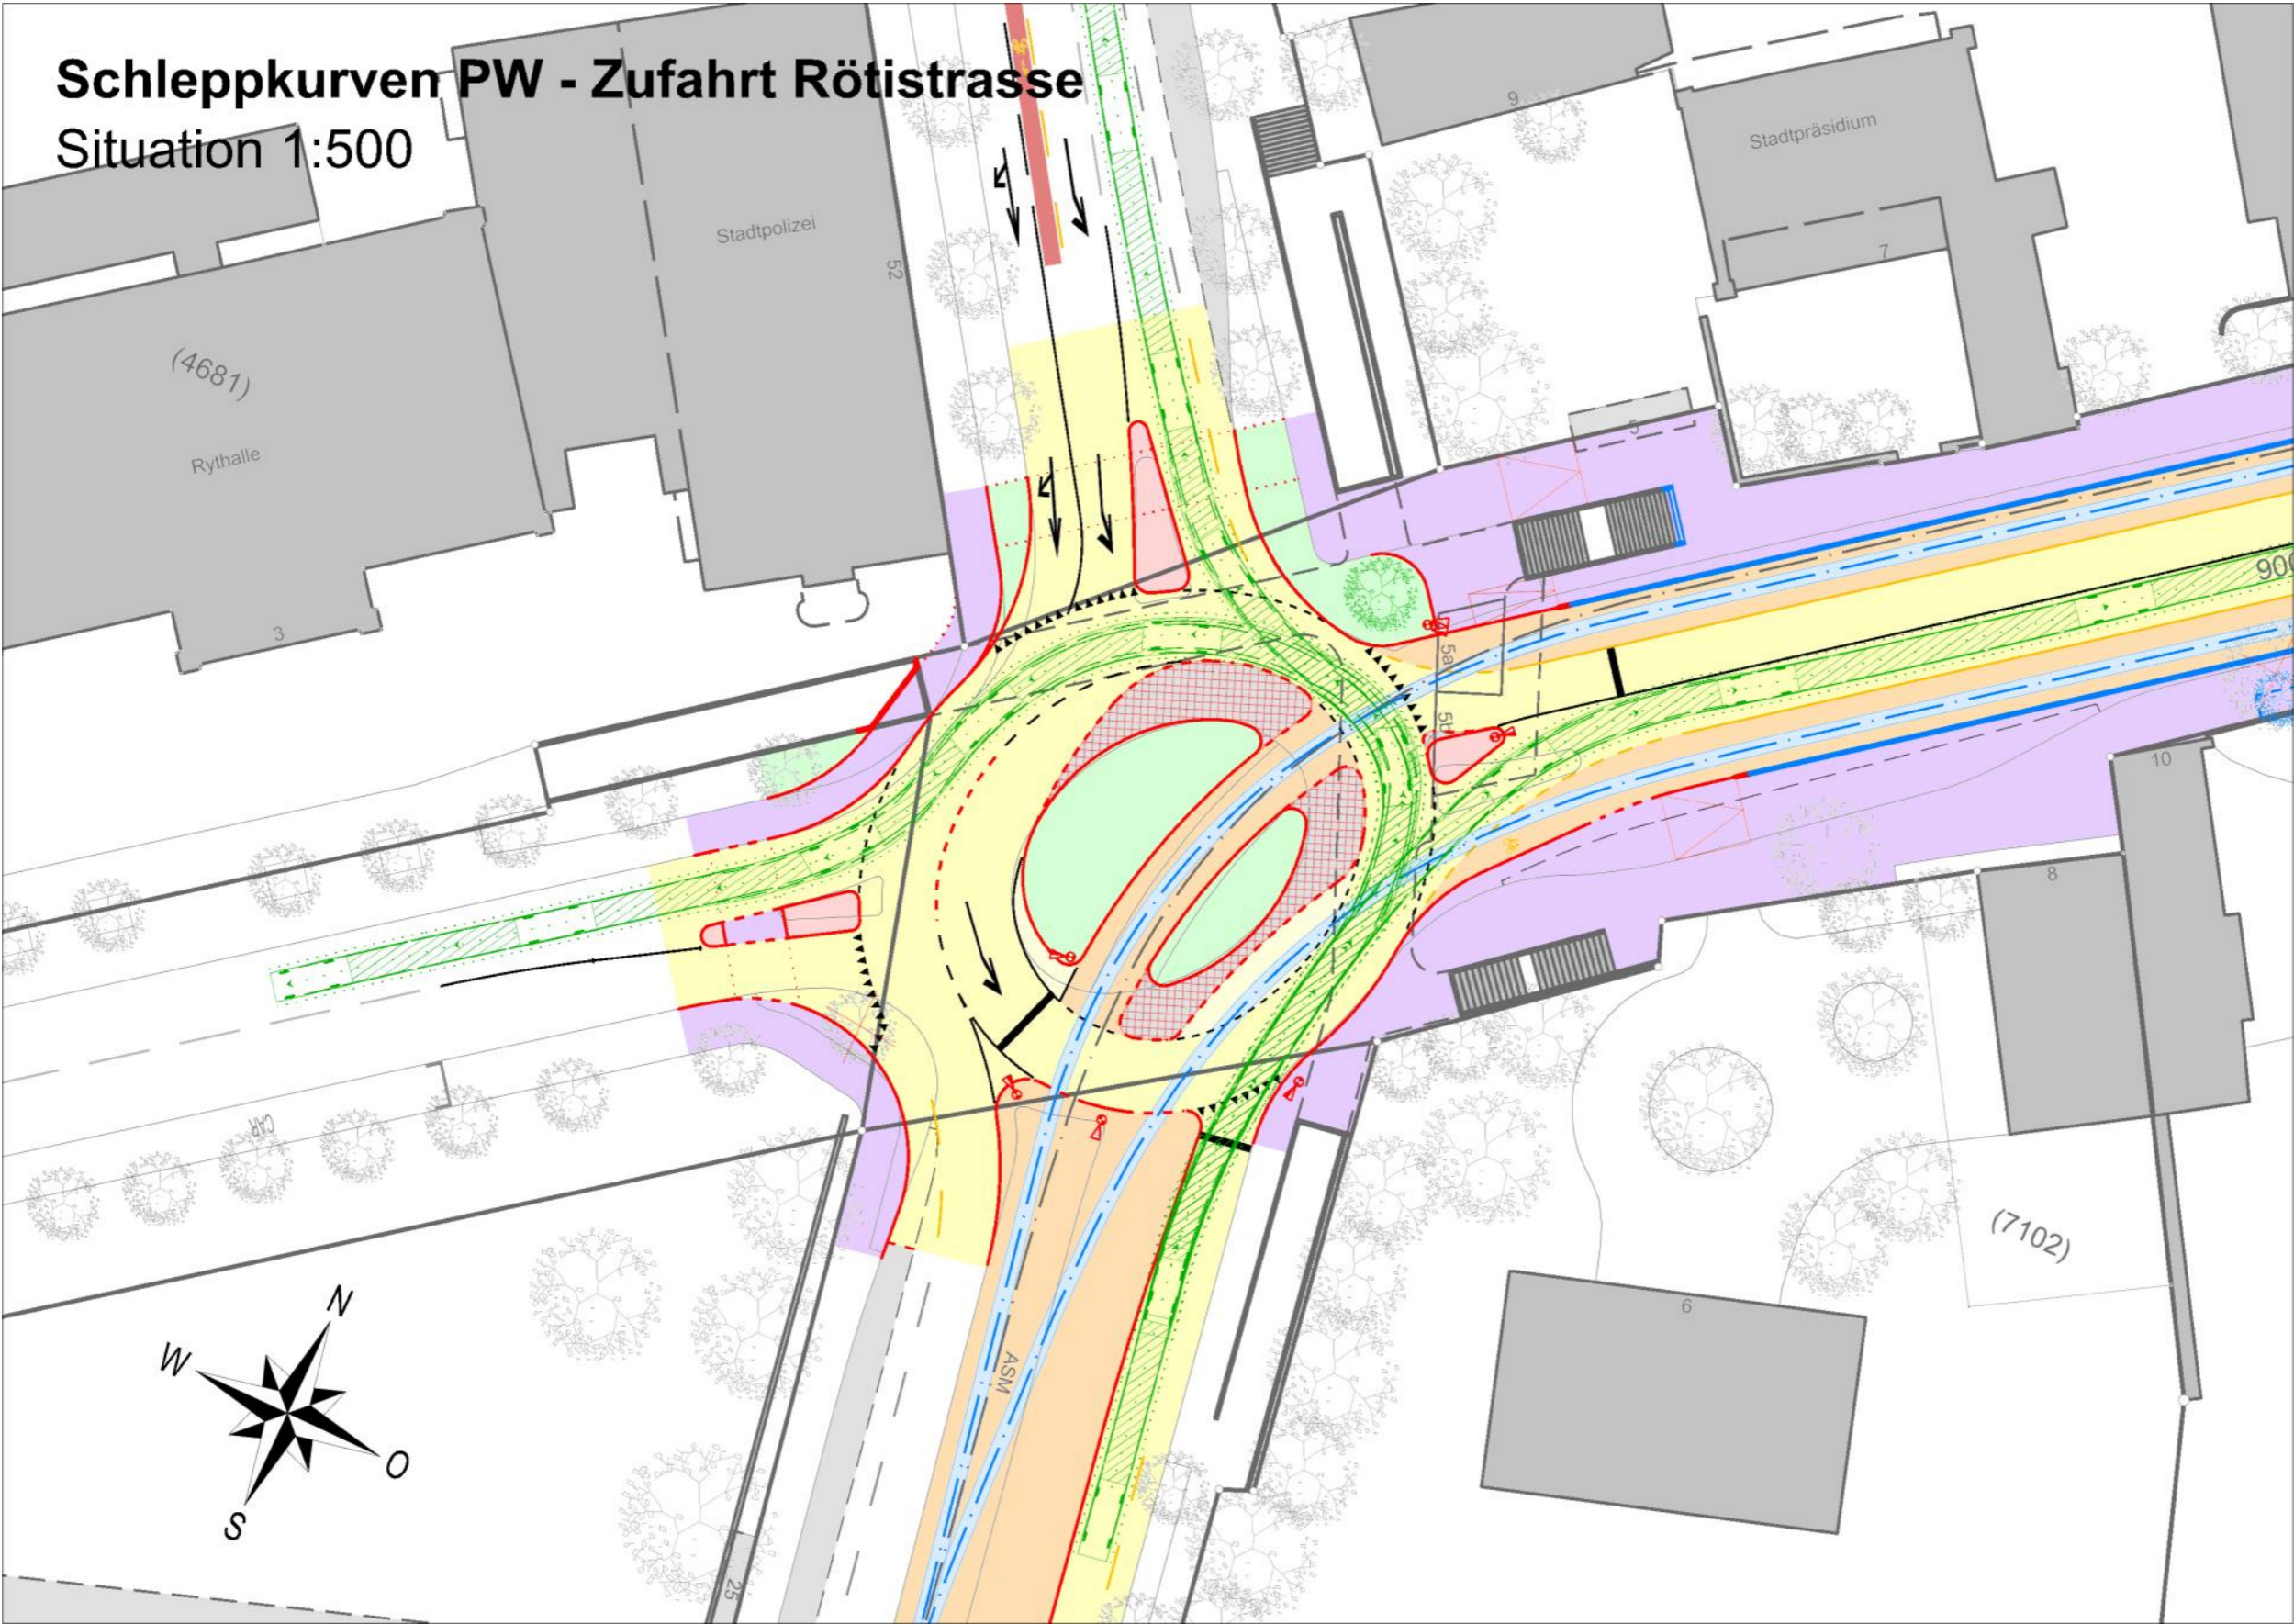 Schleppkurven PW - Zufahrt Rötistrasse
Situation 1:500
9
Stadtpräsidium
Stadtpolizei
52
7
(4681)
Rythalle
5
3
900
5a
5b
10
8
CAR
(7102)
6
N
W
O
S
ASM
25